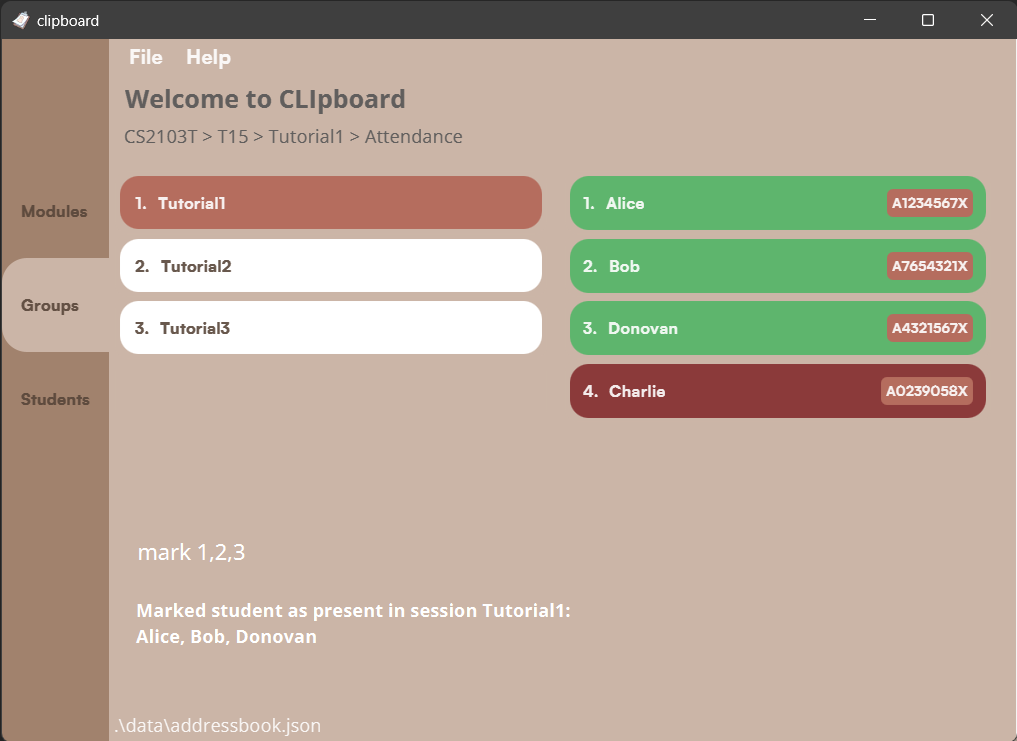 clipboard
File Help
Welcome to CLIpboard
CS2103T > T15 > Tutorial1 > Attendance
Modules
Groups
Students
1. Tutorial1
2. Tutorial2
3. Tutorial3
1. Alice A1234567X
2. Bob A7654321X
3. Donovan A4321567X
4. Charlie A0239058X
mark 1,2,3
Marked student as present in session Tutorial1:
Alice, Bob, Donovan
.\data\addressbook.json